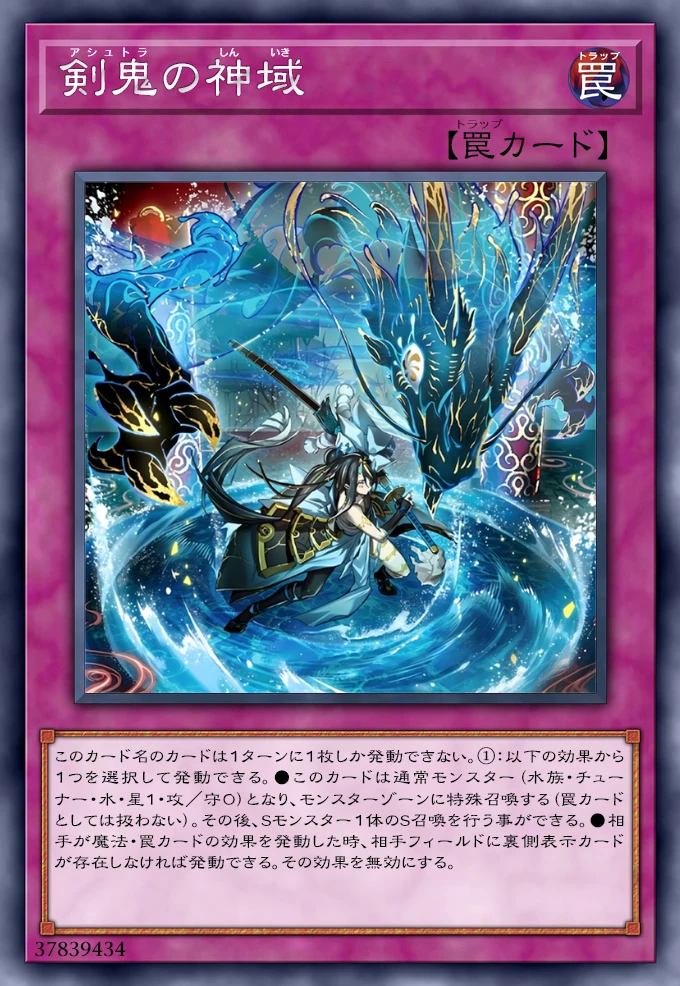 アシュトラ しん いき
剣鬼の神域
トラップ
罠
トラップ
【罠カード】
このカード名のカードは1ターンに1枚しか発動できない。①:以下の効果から
1つを選択して発動できる。●このカードは通常モンスター(水族・チュー
ナー・水・星1・攻/守0)となり、モンスターゾーンに特殊召喚する(罠カード
としては扱わない)。その後、Sモンスター1体のS召喚を行う事ができる。●相
手が魔法・罠カードの効果を発動した時、相手フィールドに裏側表示カード
が存在しなければ発動できる。その効果を無効にする。
37839434